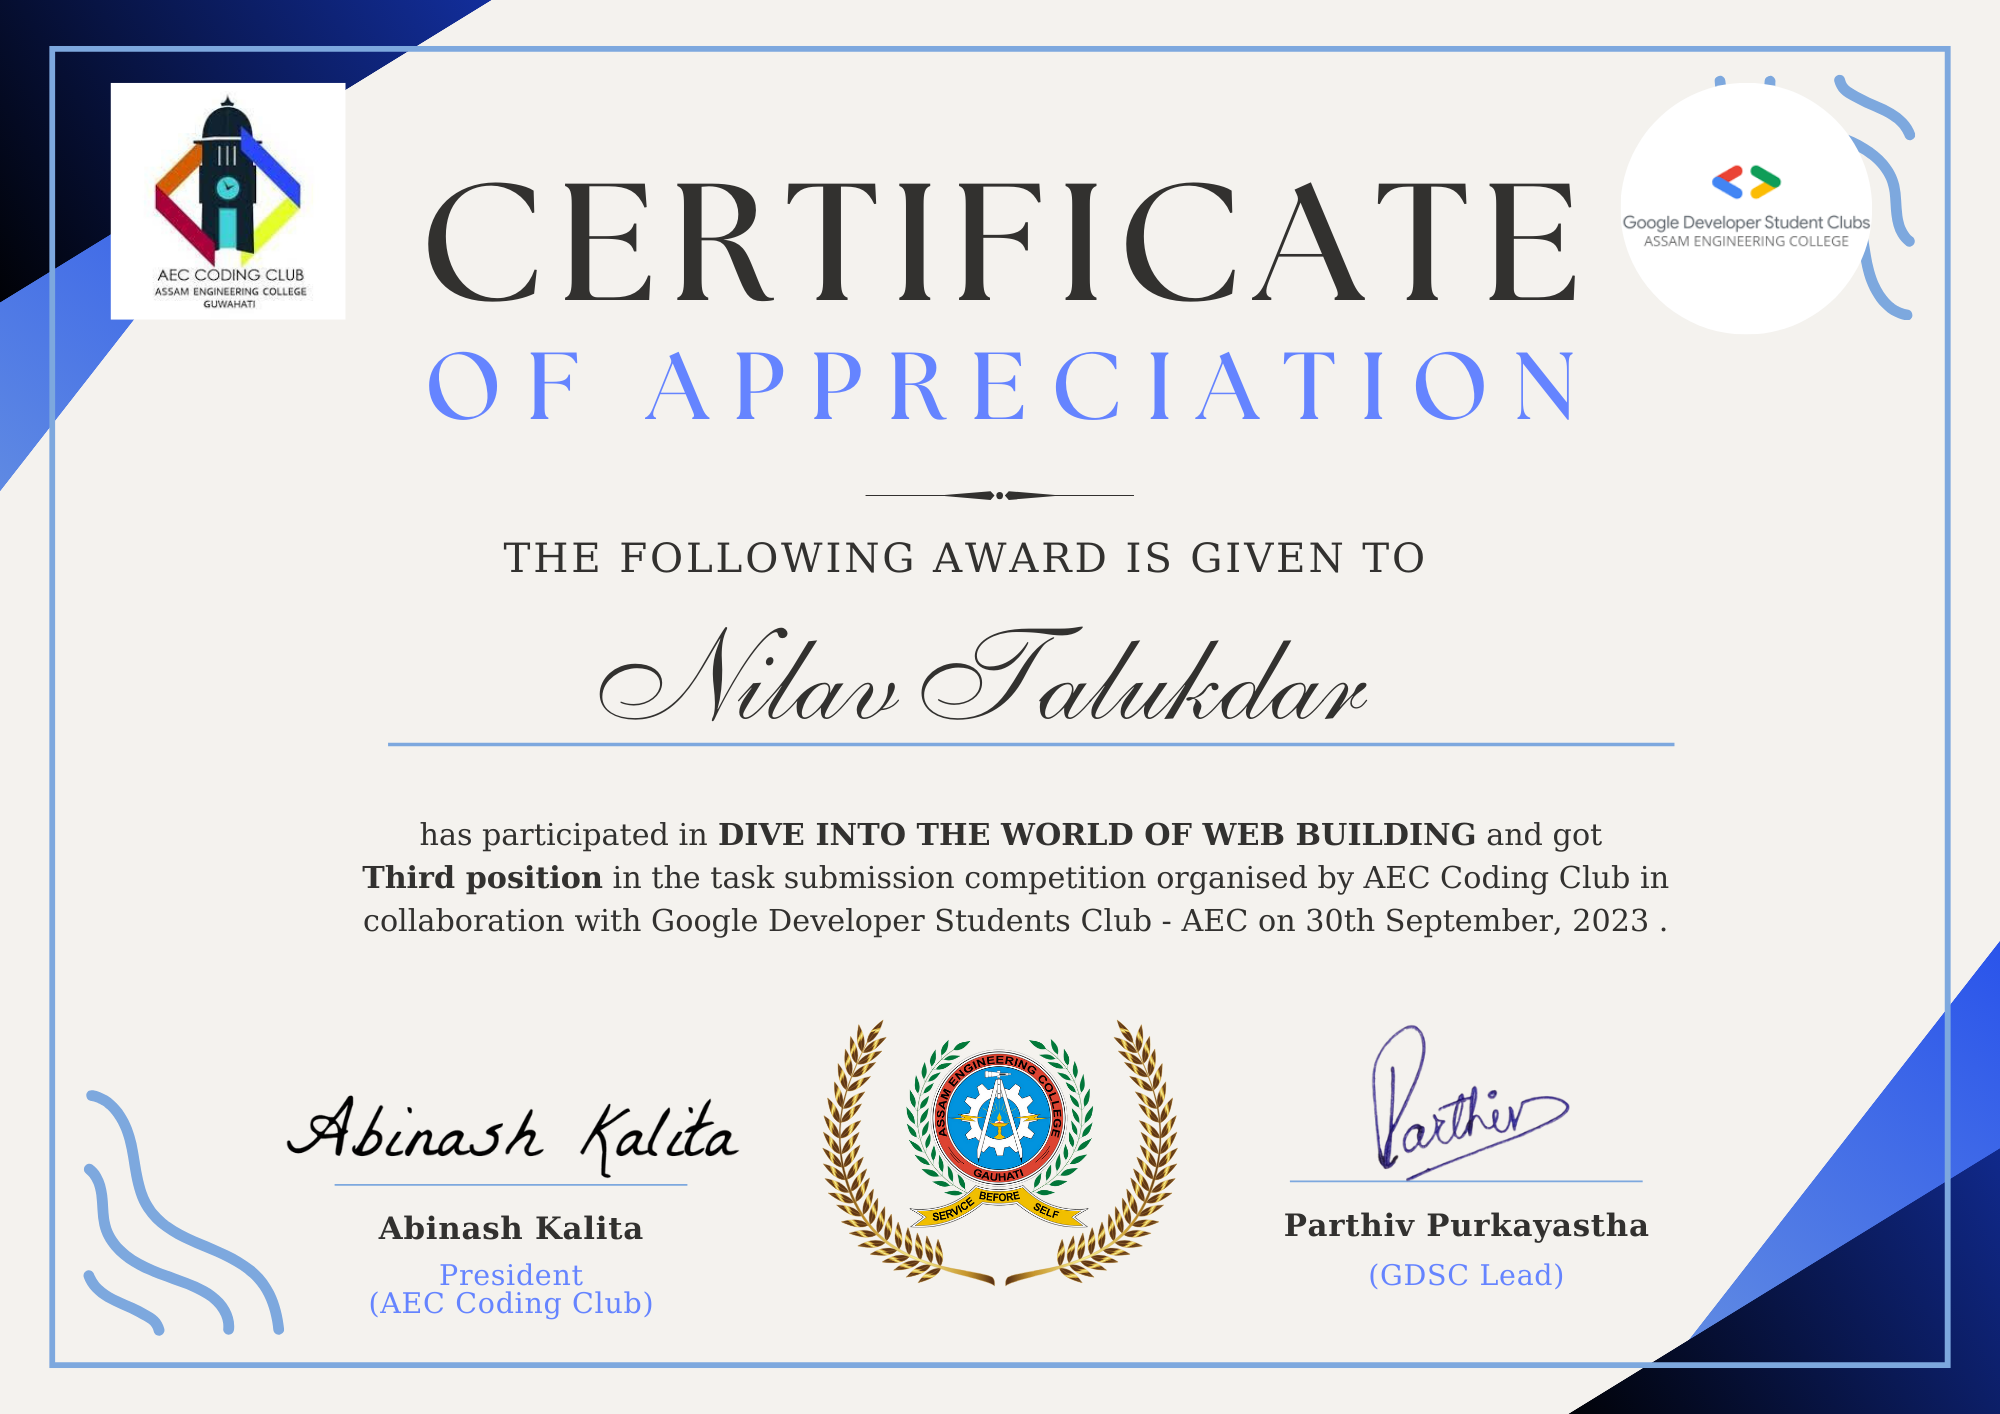 AEC CODING CLUB
ASSAM ENGINEERING COLLEGE
GUWAHATI
Google Developer Student Clubs
ASSAM ENGINEERING COLLEGE
CERTIFICATE
OF APPRECIATION
THE FOLLOWING AWARD IS GIVEN TO
Nilav Talukdar
has participated in DIVE INTO THE WORLD OF WEB BUILDING and got
Third position in the task submission competition organised by AEC Coding Club in
collaboration with Google Developer Students Club - AEC on 30th September, 2023 .
Abinash Kalita
Abinash Kalita
President
(AEC Coding Club)
ASSAM ENGINEERING COLLEGE
GAUHATI
SERVICE BEFORE SELF
Parthiv
Parthiv Purkayastha
(GDSC Lead)